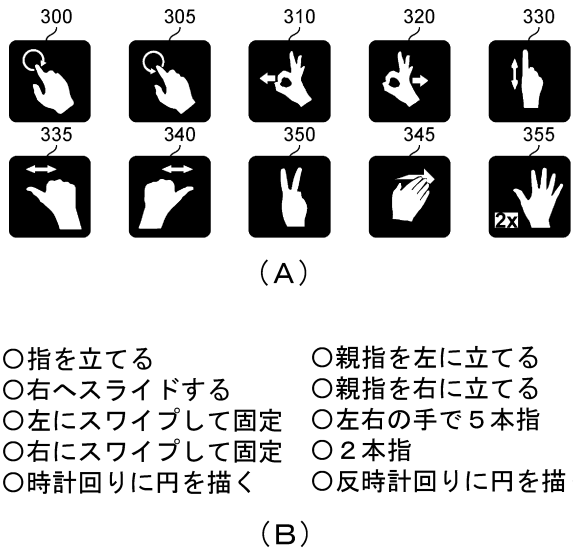 300 305 310 320 330
335 340 350 345 355
2x
(A)
○指を立てる
○右へスライドする
○左にスワイプして固定
○右にスワイプして固定
○時計回りに円を描く
○親指を左に立てる
○親指を右に立てる
○左右の手で５本指
○２本指
○反時計回りに円を描
(B)